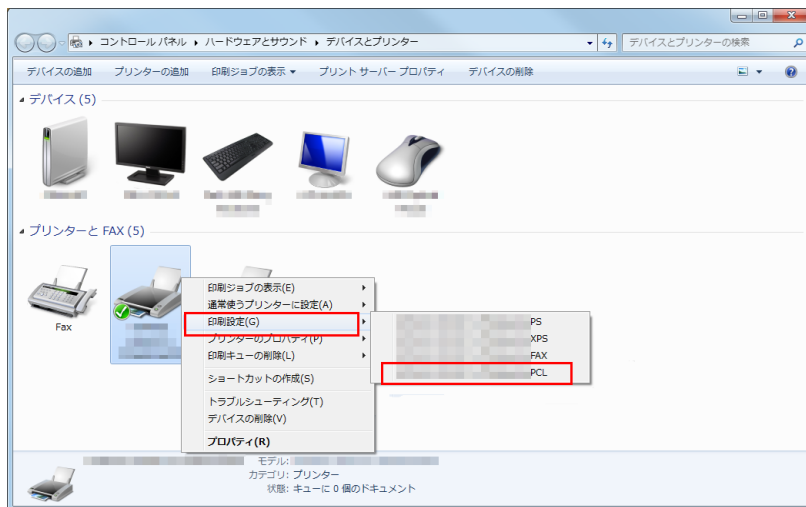 コントロール パネル ▸ ハードウェアとサウンド ▸ デバイスとプリンター
デバイスとプリンターの検索
デバイスの追加 プリンターの追加 印刷ジョブの表示 プリント サーバー プロパティ デバイスの削除
デバイス (5)
プリンターと FAX (5)
Fax
印刷ジョブの表示(E)
通常使うプリンターに設定(A)
印刷設定(G)
プリンターのプロパティ(P)
印刷キューの削除(L)
ショートカットの作成(S)
トラブルシューティング(T)
デバイスの削除(V)
プロパティ(R)
PS
XPS
FAX
PCL
モデル:
カテゴリ: プリンター
状態: キューに 0 個のドキュメント